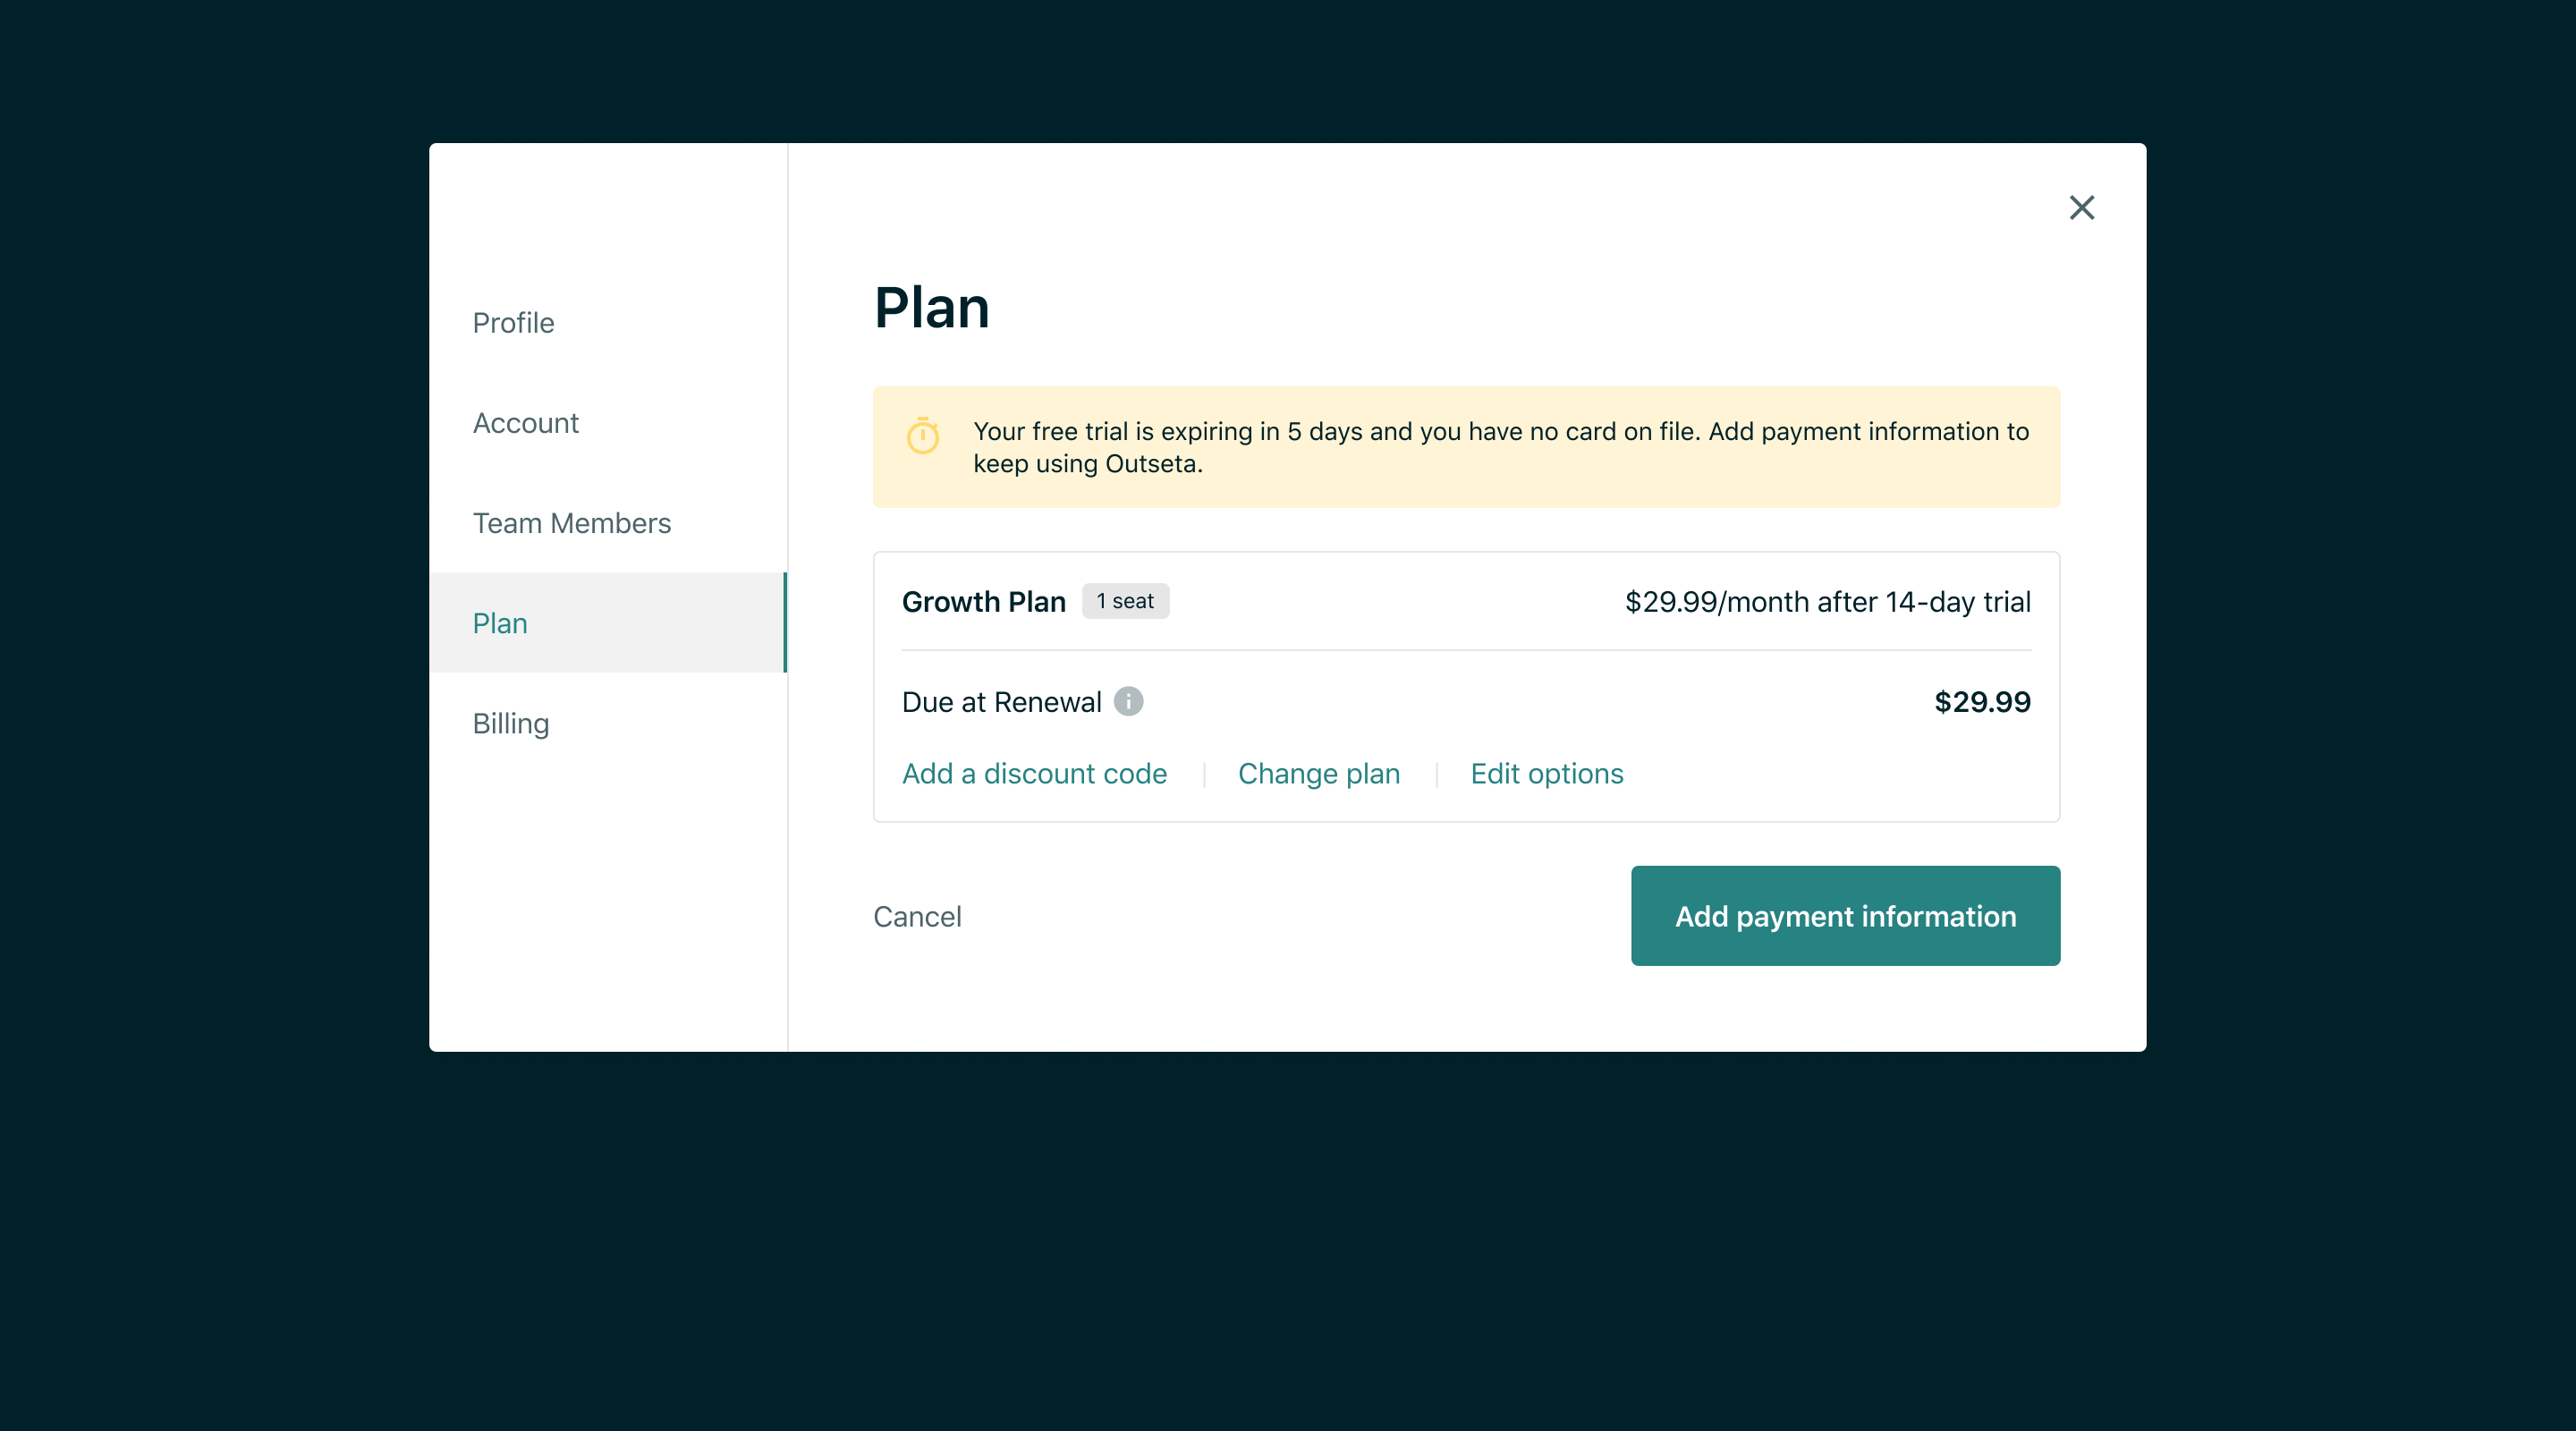 Profile
Account
Team Members
Plan
Billing
Plan
Your free trial is expiring in 5 days and you have no card on file. Add payment information to
keep using Outseta.
Growth Plan 1 seat $29.99/month after 14-day trial
Due at Renewal $29.99
Add a discount code Change plan Edit options
Cancel Add payment information